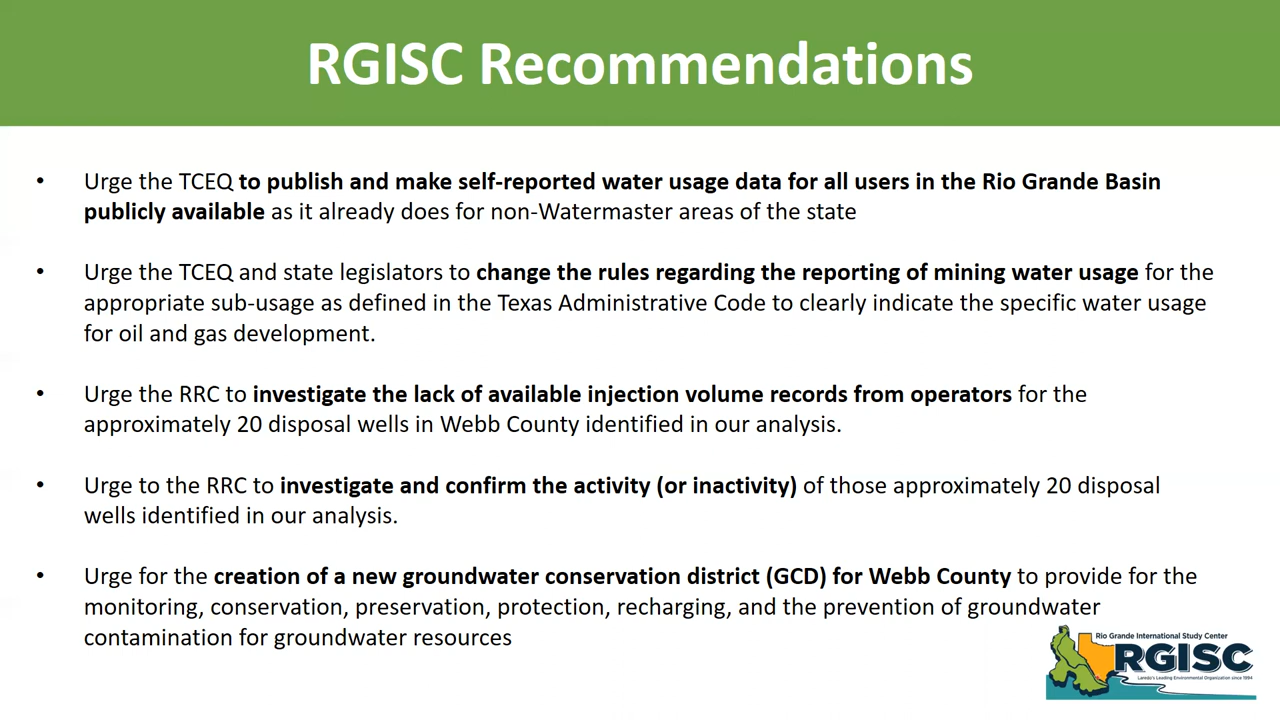 RGISC Recommendations
• Urge the TCEQ to publish and make self-reported water usage data for all users in the Rio Grande Basin
publicly available as it already does for non-Watermaster areas of the state
• Urge the TCEQ and state legislators to change the rules regarding the reporting of mining water usage for the
appropriate sub-usage as defined in the Texas Administrative Code to clearly indicate the specific water usage
for oil and gas development.
• Urge the RRC to investigate the lack of available injection volume records from operators for the
approximately 20 disposal wells in Webb County identified in our analysis.
• Urge to the RRC to investigate and confirm the activity (or inactivity) of those approximately 20 disposal
wells identified in our analysis.
• Urge for the creation of a new groundwater conservation district (GCD) for Webb County to provide for the
monitoring, conservation, preservation, protection, recharging, and the prevention of groundwater
contamination for groundwater resources
Rio Grande International Study Center
RGISC
Laredo's Leading Environmental Organization since 1994